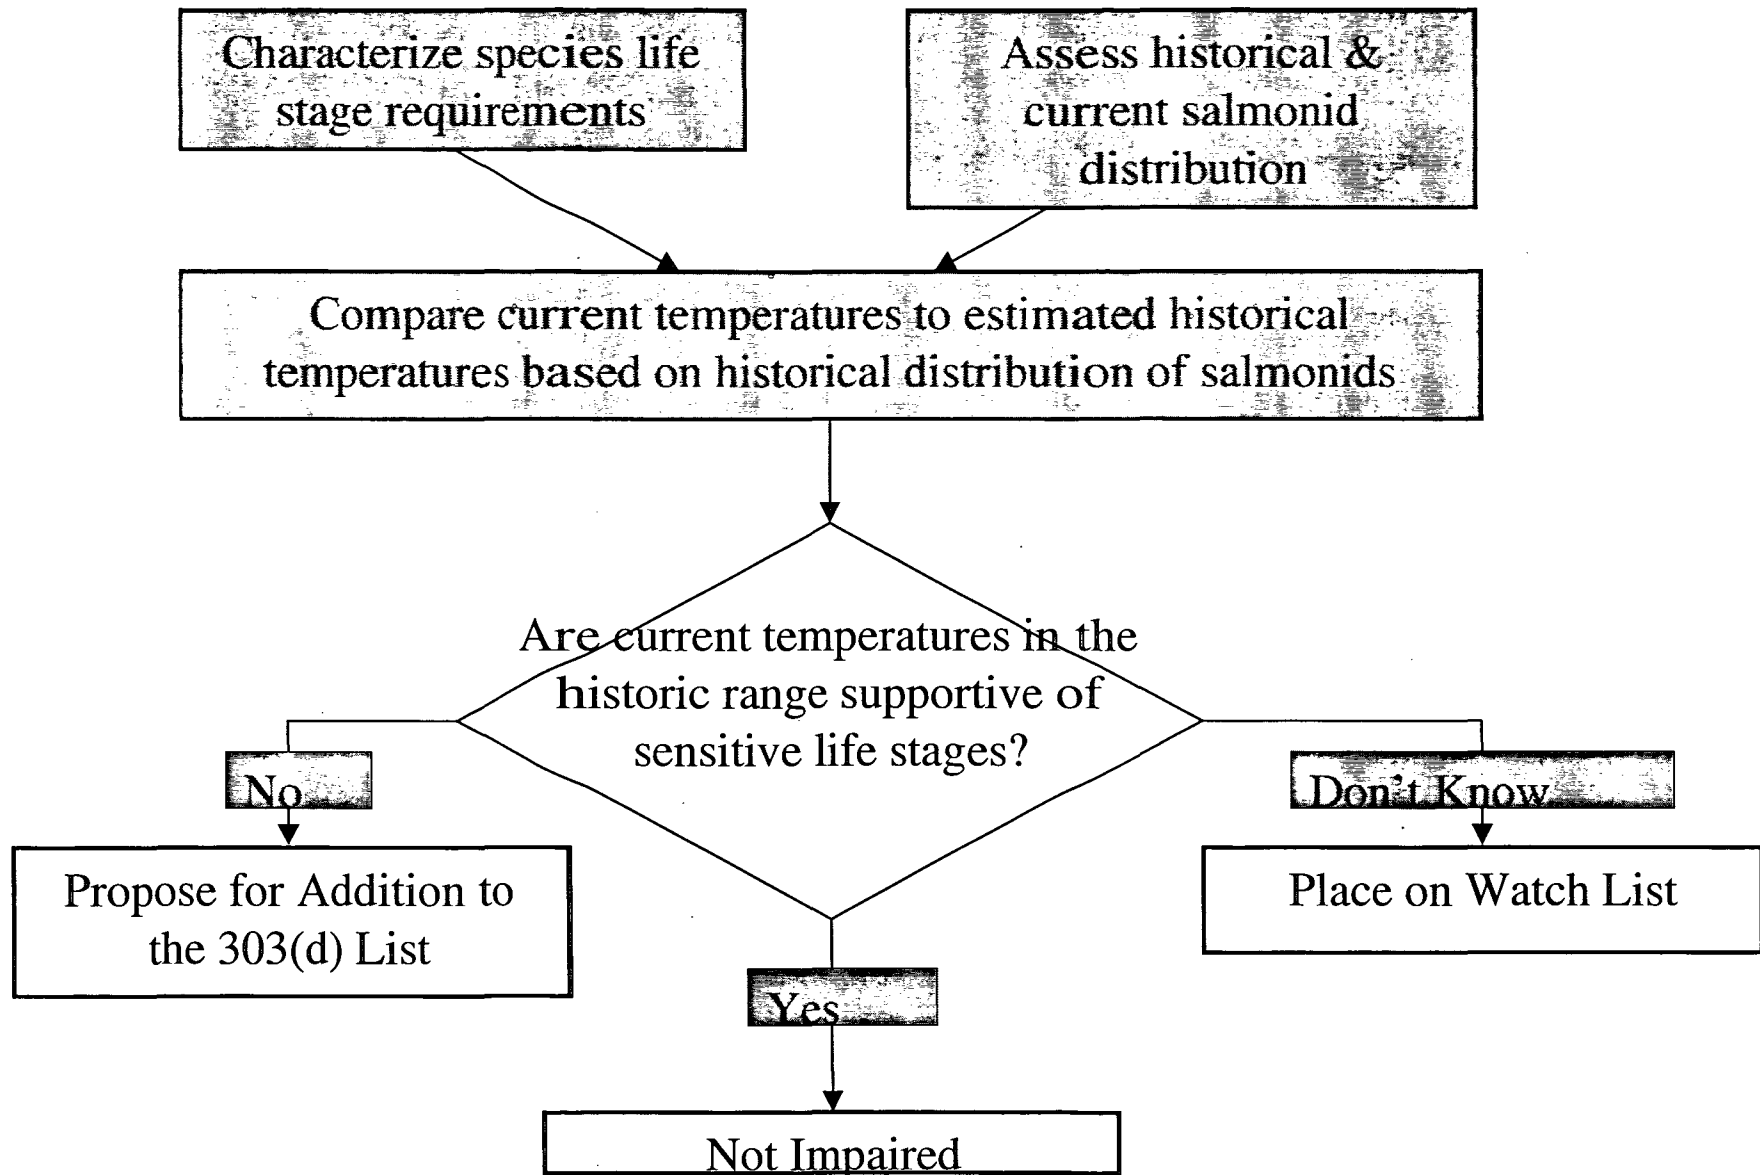 Characterize species life
stage requirements
Assess historical &
current salmonid
distribution
Compare current temperatures to estimated historical
temperatures based on historical distribution of salmonids
Are current temperatures in the
historic range supportive of
sensitive life stages?
No
Don't Know
Propose for Addition to
the 303(d) List
Place on Watch List
Yes
Not Impaired